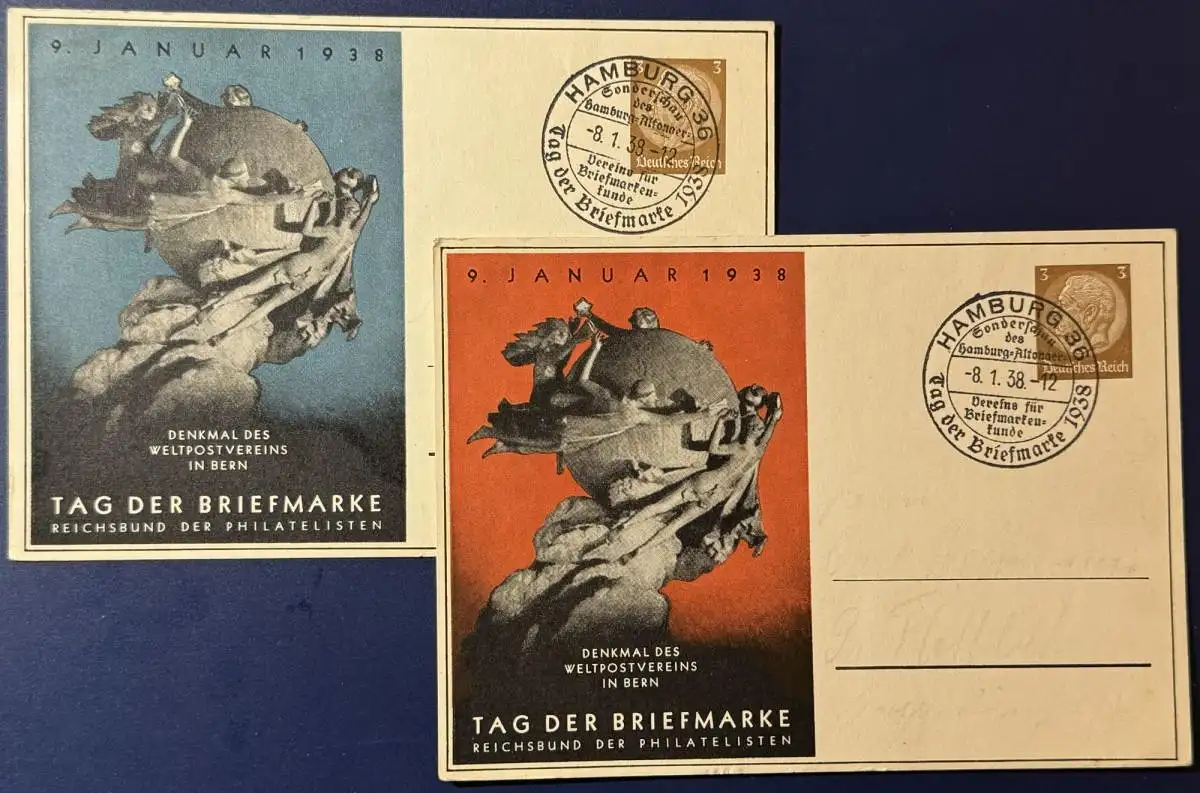 9. JANUAR 1938
DENKMAL DES
WELTPOSTVEREINS
IN BERN
TAG DER BRIEFMARKE
REICHSBUND DER PHILATELISTEN
3
Deutsches Reich
HAMBURG 36
Sonderschau
des
Hamburg-Altonaer-
-8.1.38.-12
Vereins für
Briefmarken-
kunde
Tag der Briefmarke 1938
9. JANUAR 1938
DENKMAL DES
WELTPOSTVEREINS
IN BERN
TAG DER BRIEFMARKE
REICHSBUND DER PHILATELISTEN
3 3
Deutsches Reich
HAMBURG 36
Sonderschau
des
Hamburg-Altonaer-
-8.1.38.-12
Vereins für
Briefmarken-
kunde
Tag der Briefmarke 1938